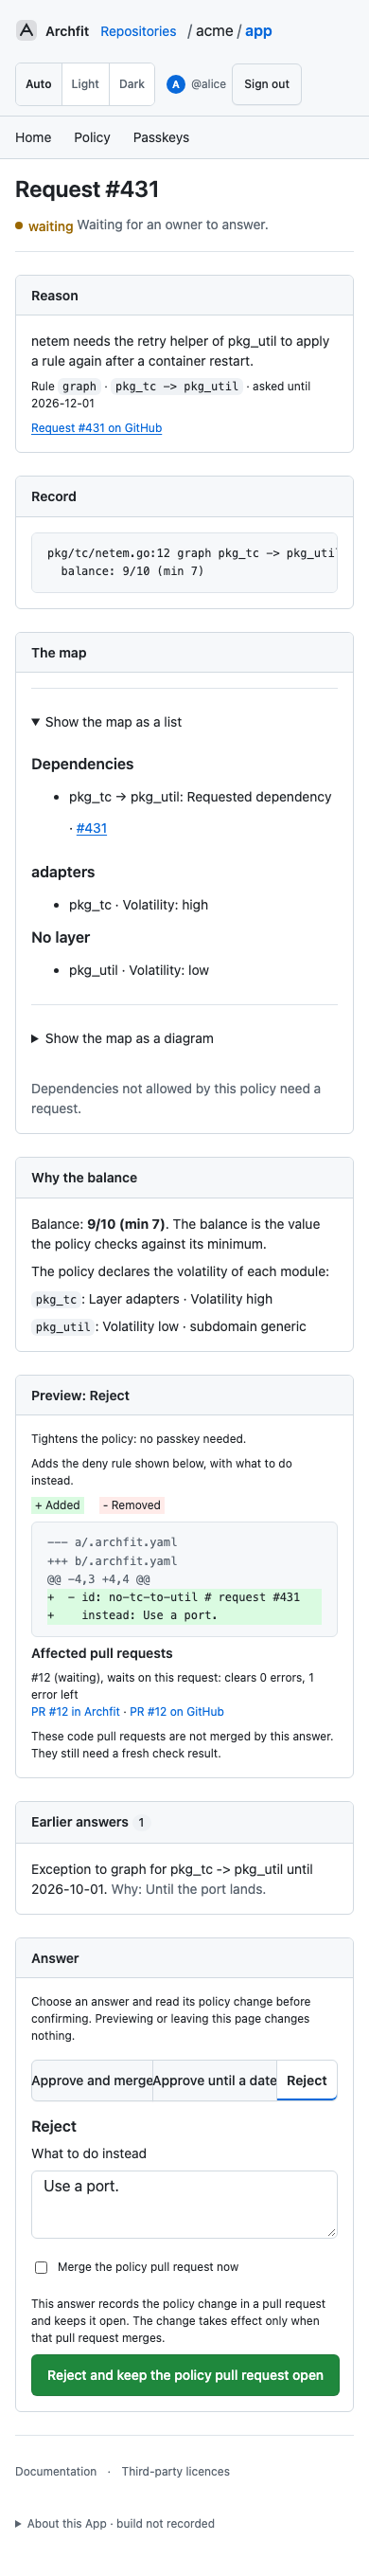 Archfit Repositories / acme / app
Auto Light Dark A @alice Sign out
Home Policy Passkeys
Request #431
waiting Waiting for an owner to answer.
Reason
netem needs the retry helper of pkg_util to apply
a rule again after a container restart.
Rule graph · pkg_tc -> pkg_util · asked until
2026-12-01
Request #431 on GitHub
Record
pkg/tc/netem.go:12 graph pkg_tc -> pkg_util
balance: 9/10 (min 7)
The map
Show the map as a list
Dependencies
pkg_tc → pkg_util: Requested dependency
· #431
adapters
pkg_tc · Volatility: high
No layer
pkg_util · Volatility: low
Show the map as a diagram
Dependencies not allowed by this policy need a
request.
Why the balance
Balance: 9/10 (min 7). The balance is the value
the policy checks against its minimum.
The policy declares the volatility of each module:
pkg_tc: Layer adapters · Volatility high
pkg_util: Volatility low · subdomain generic
Preview: Reject
Tightens the policy: no passkey needed.
Adds the deny rule shown below, with what to do
instead.
+ Added - Removed
--- a/.archfit.yaml
+++ b/.archfit.yaml
@@ -4,3 +4,4 @@
+ - id: no-tc-to-util # request #431
+ instead: Use a port.
Affected pull requests
#12 (waiting), waits on this request: clears 0 errors, 1
error left
PR #12 in Archfit · PR #12 on GitHub
These code pull requests are not merged by this answer.
They still need a fresh check result.
Earlier answers 1
Exception to graph for pkg_tc -> pkg_util until
2026-10-01. Why: Until the port lands.
Answer
Choose an answer and read its policy change before
confirming. Previewing or leaving this page changes
nothing.
Approve and merge Approve until a date Reject
Reject
What to do instead
Use a port.
Merge the policy pull request now
This answer records the policy change in a pull request
and keeps it open. The change takes effect only when
that pull request merges.
Reject and keep the policy pull request open
Documentation · Third-party licences
About this App · build not recorded